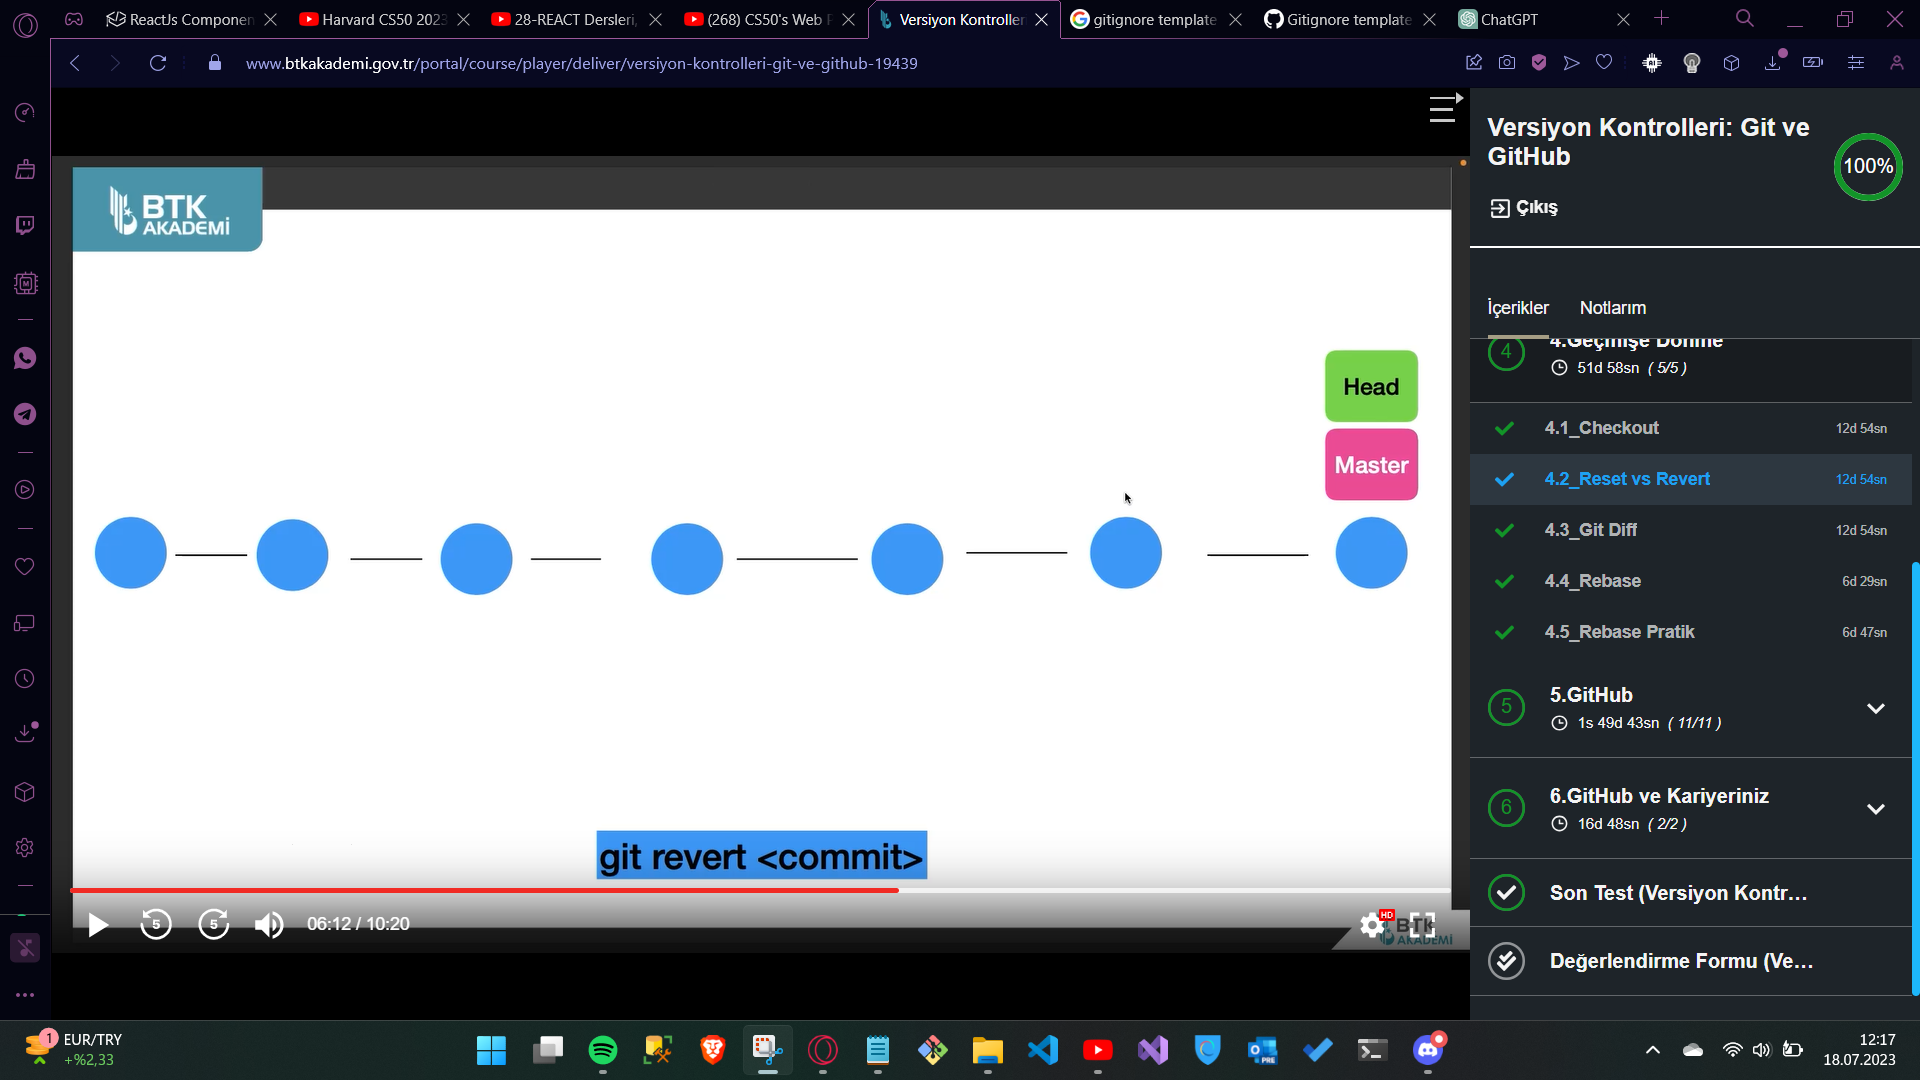 ReactJs Componen
Harvard CS50 2023
28-REACT Dersleri,
(268) CS50's Web P
Versiyon Kontroller
gitignore template
Gitignore template
ChatGPT
www.btkakademi.gov.tr/portal/course/player/deliver/versiyon-kontrolleri-git-ve-github-19439
BTK
AKADEMİ
Head
Master
git revert <commit>
5
5
06:12 / 10:20
HD
BTK
AKADEMİ
Versiyon Kontrolleri: Git ve
GitHub
100%
Çıkış
İçerikler
Notlarım
4
4.Geçmişe Dönme
51d 58sn ( 5/5 )
4.1_Checkout
12d 54sn
4.2_Reset vs Revert
12d 54sn
4.3_Git Diff
12d 54sn
4.4_Rebase
6d 29sn
4.5_Rebase Pratik
6d 47sn
5
5.GitHub
1s 49d 43sn ( 11/11 )
6
6.GitHub ve Kariyeriniz
16d 48sn ( 2/2 )
Son Test (Versiyon Kontr...
Değerlendirme Formu (Ve...
1
EUR/TRY
+%2,33
PRE
12:17
18.07.2023